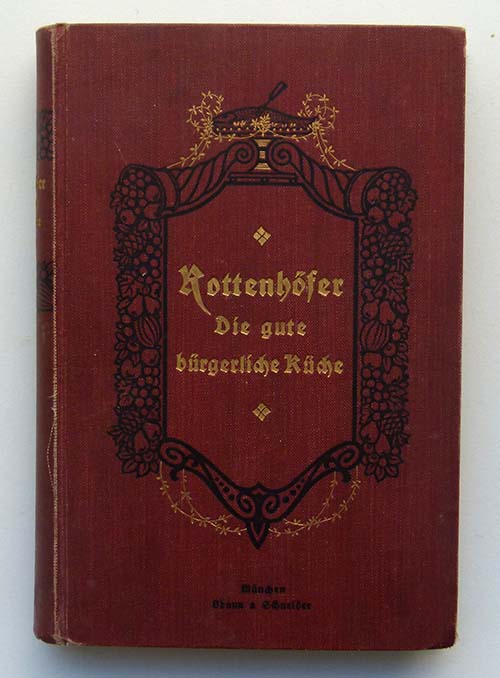 Rottenhöfer
Die gute
bürgerliche Küche
München
Braun & Schneider